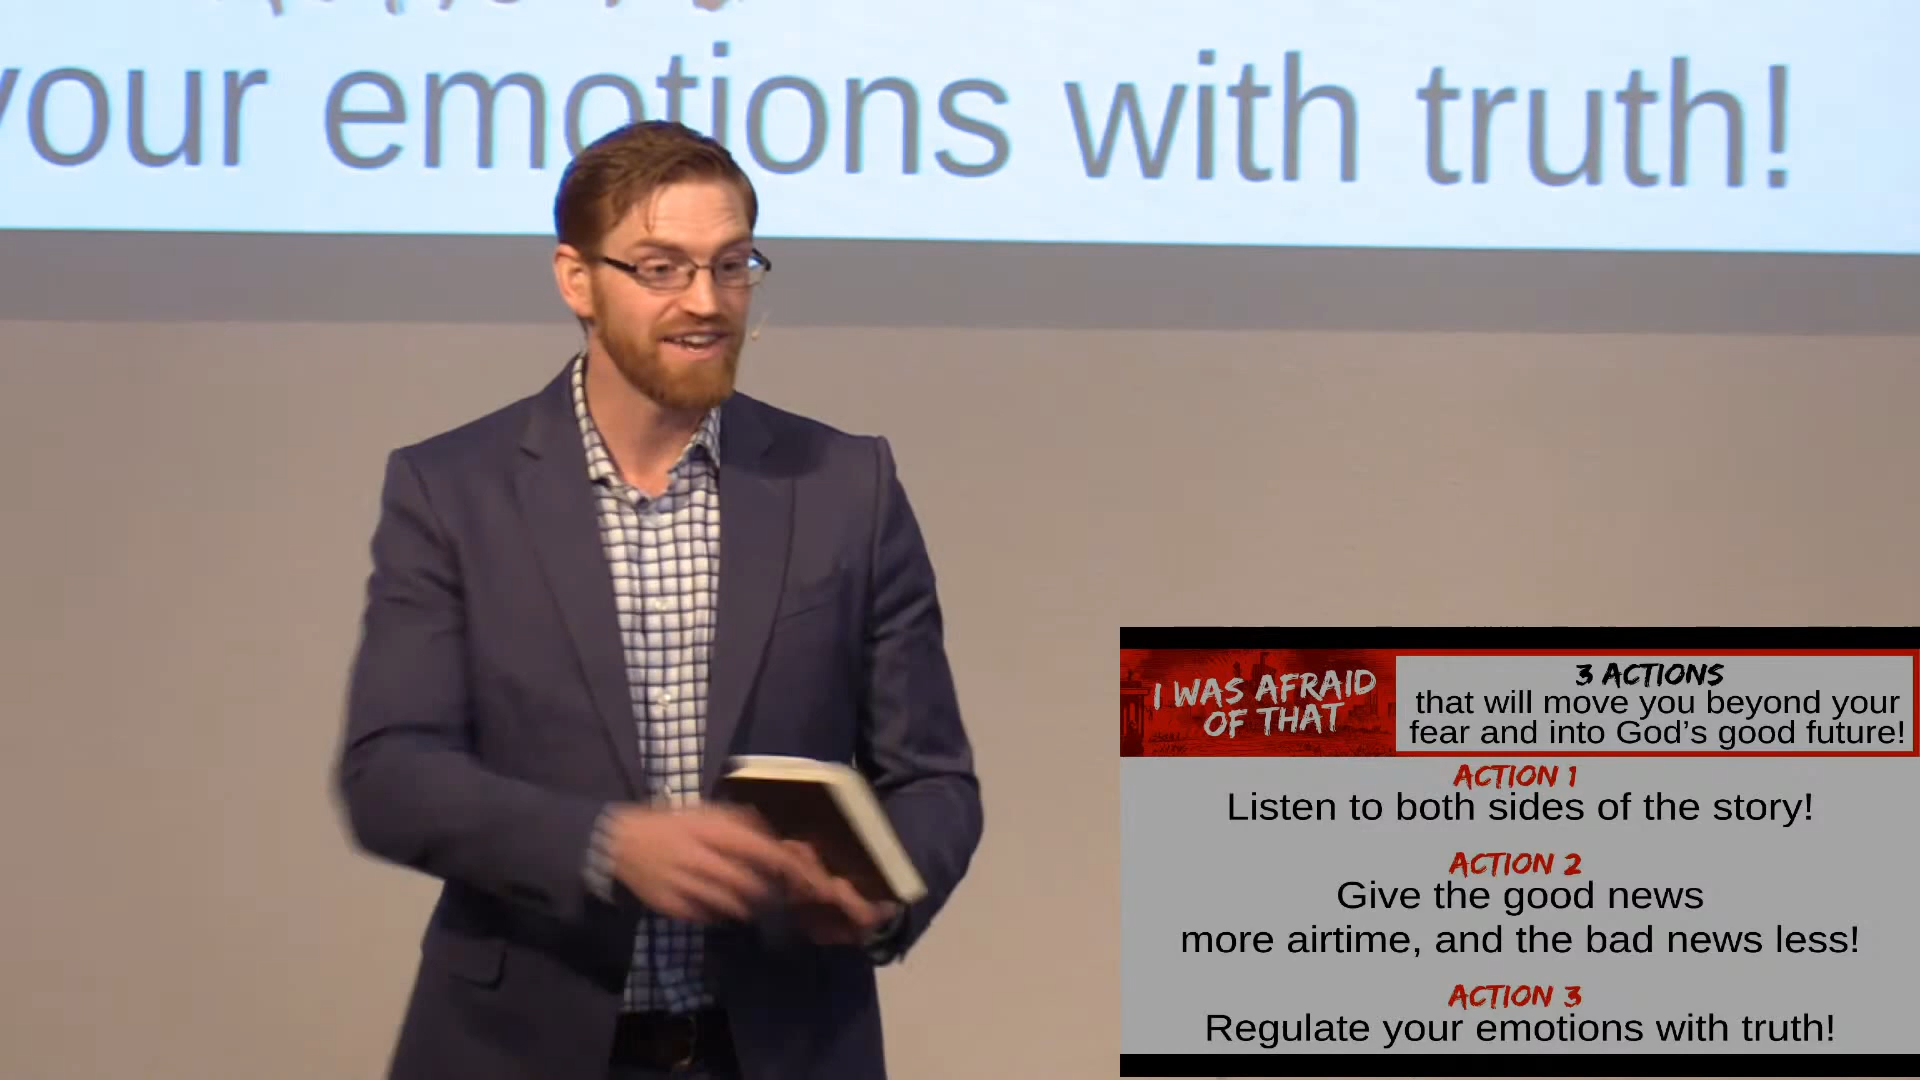 your emotions with truth!
I WAS AFRAID
OF THAT
3 ACTIONS
that will move you beyond your
fear and into God’s good future!
ACTION 1
Listen to both sides of the story!
ACTION 2
Give the good news
more airtime, and the bad news less!
ACTION 3
Regulate your emotions with truth!